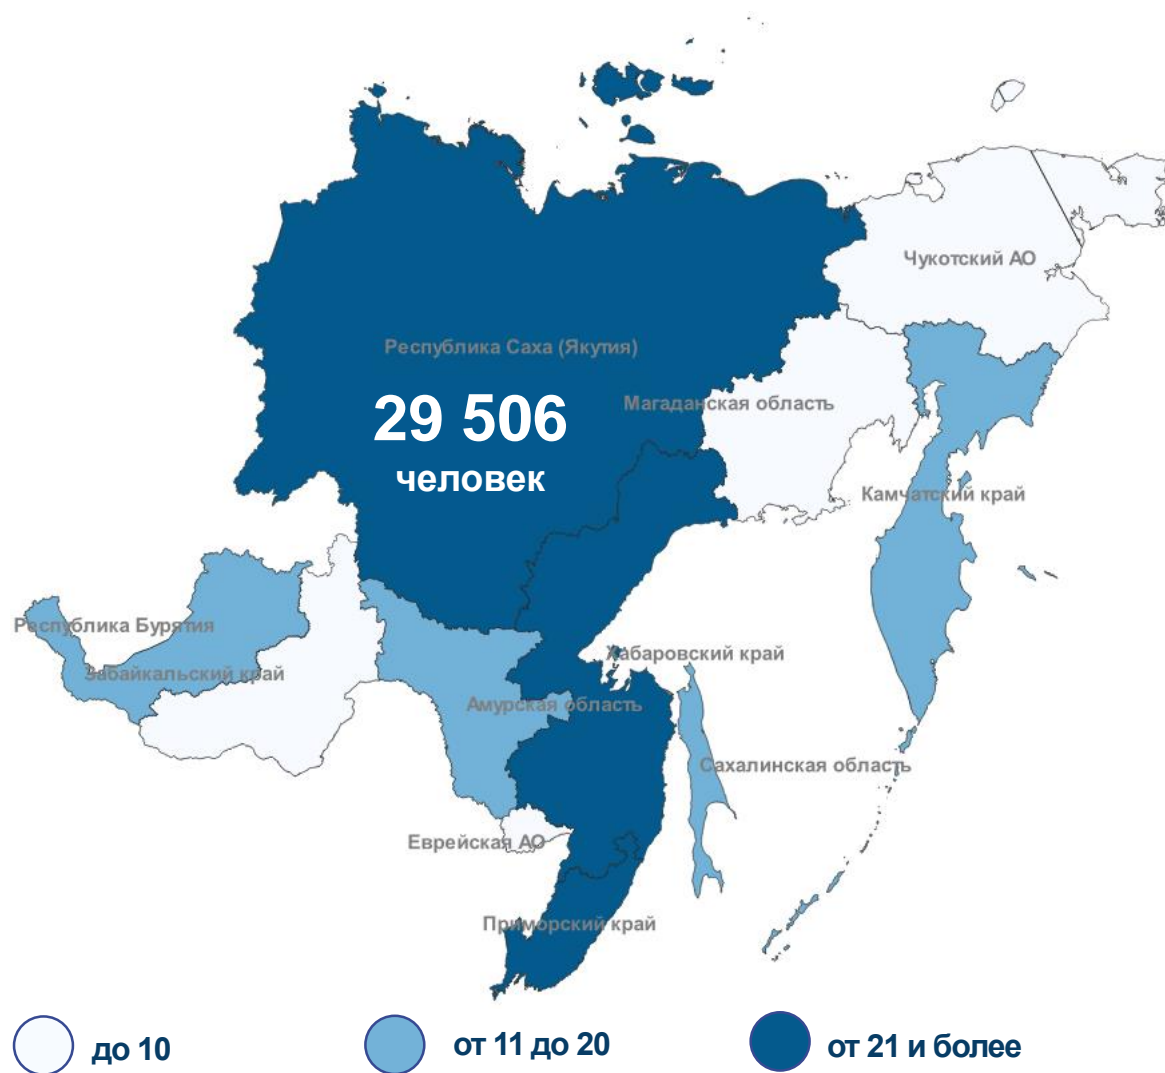 Чукотский АО
Республика Саха (Якутия)
Магаданская область
29 506
человек
Камчатский край
Республика Бурятия
Хабаровский край
Забайкальский край
Амурская область
Сахалинская область
Еврейская АО
Приморский край
до 10
от 11 до 20
от 21 и более